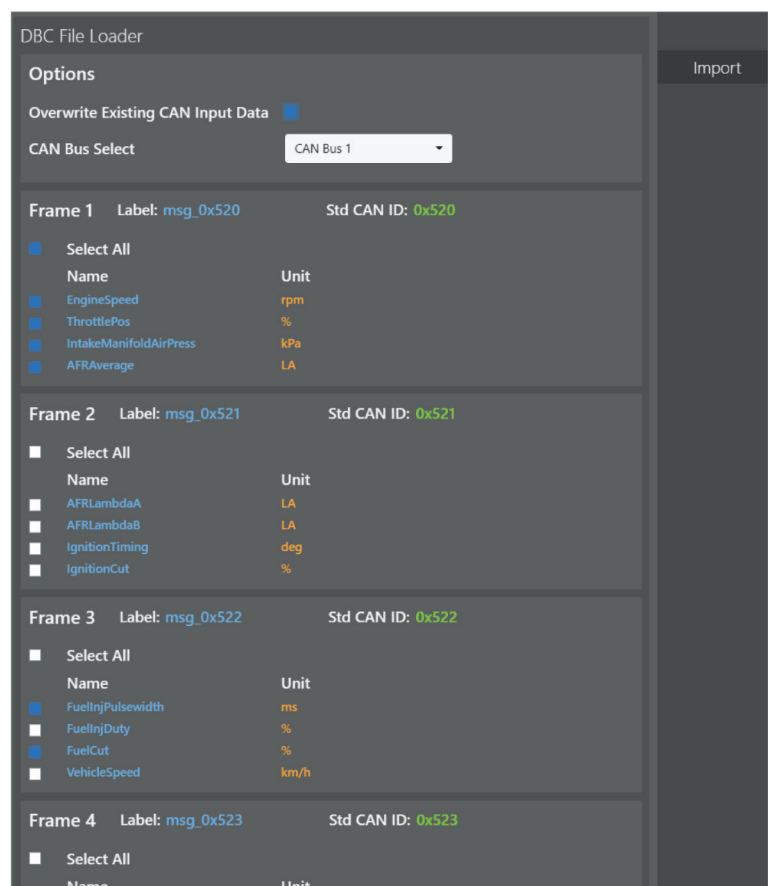 DBC File Loader
Import
Options
Overwrite Existing CAN Input Data
CAN Bus Select CAN Bus 1
Frame 1 Label: msg_0x520 Std CAN ID: 0x520
Select All
Name Unit
EngineSpeed rpm
ThrottlePos %
IntakeManifoldAirPress kPa
AFRAverage LA
Frame 2 Label: msg_0x521 Std CAN ID: 0x521
Select All
Name Unit
AFRLambdaA LA
AFRLambdaB LA
IgnitionTiming deg
IgnitionCut %
Frame 3 Label: msg_0x522 Std CAN ID: 0x522
Select All
Name Unit
FuelInjPulsewidth ms
FuelInjDuty %
FuelCut %
VehicleSpeed km/h
Frame 4 Label: msg_0x523 Std CAN ID: 0x523
Select All
Name Unit